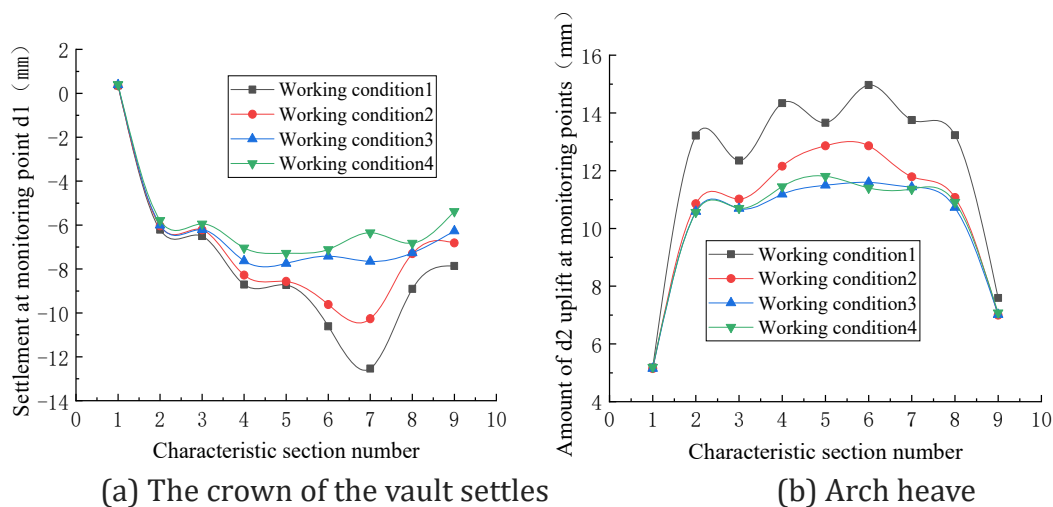 Settlement at monitoring point d1（㎜）
2
0
-2
-4
-6
-8
-10
-12
-14
Working condition1
Working condition2
Working condition3
Working condition4
0 1 2 3 4 5 6 7 8 9 10
Characteristic section number
(a) The crown of the vault settles
Amount of d2 uplift at monitoring points（mm）
16
14
12
10
8
6
4
Working condition1
Working condition2
Working condition3
Working condition4
0 1 2 3 4 5 6 7 8 9 10
Characteristic section number
(b) Arch heave